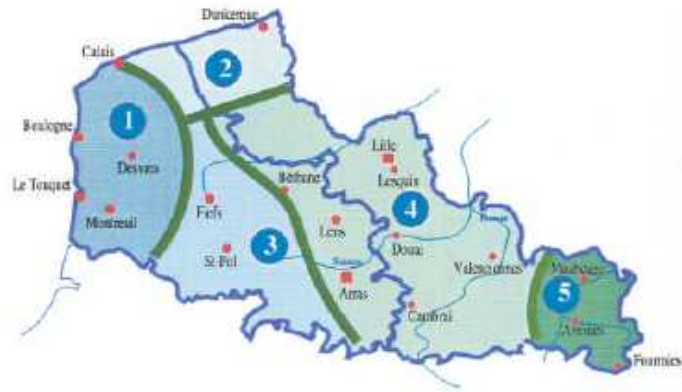 Dunkerque
Calais
2
1
Boulogne
Desvres
Lille
Lesquin
Le Touquet
Béthune
Montreuil
Fiefs
4
Lens
3
Douai
St Pol
Valenciennes
Maubeuge
Arras
5
Cambrai
Avesnes
Fourmies